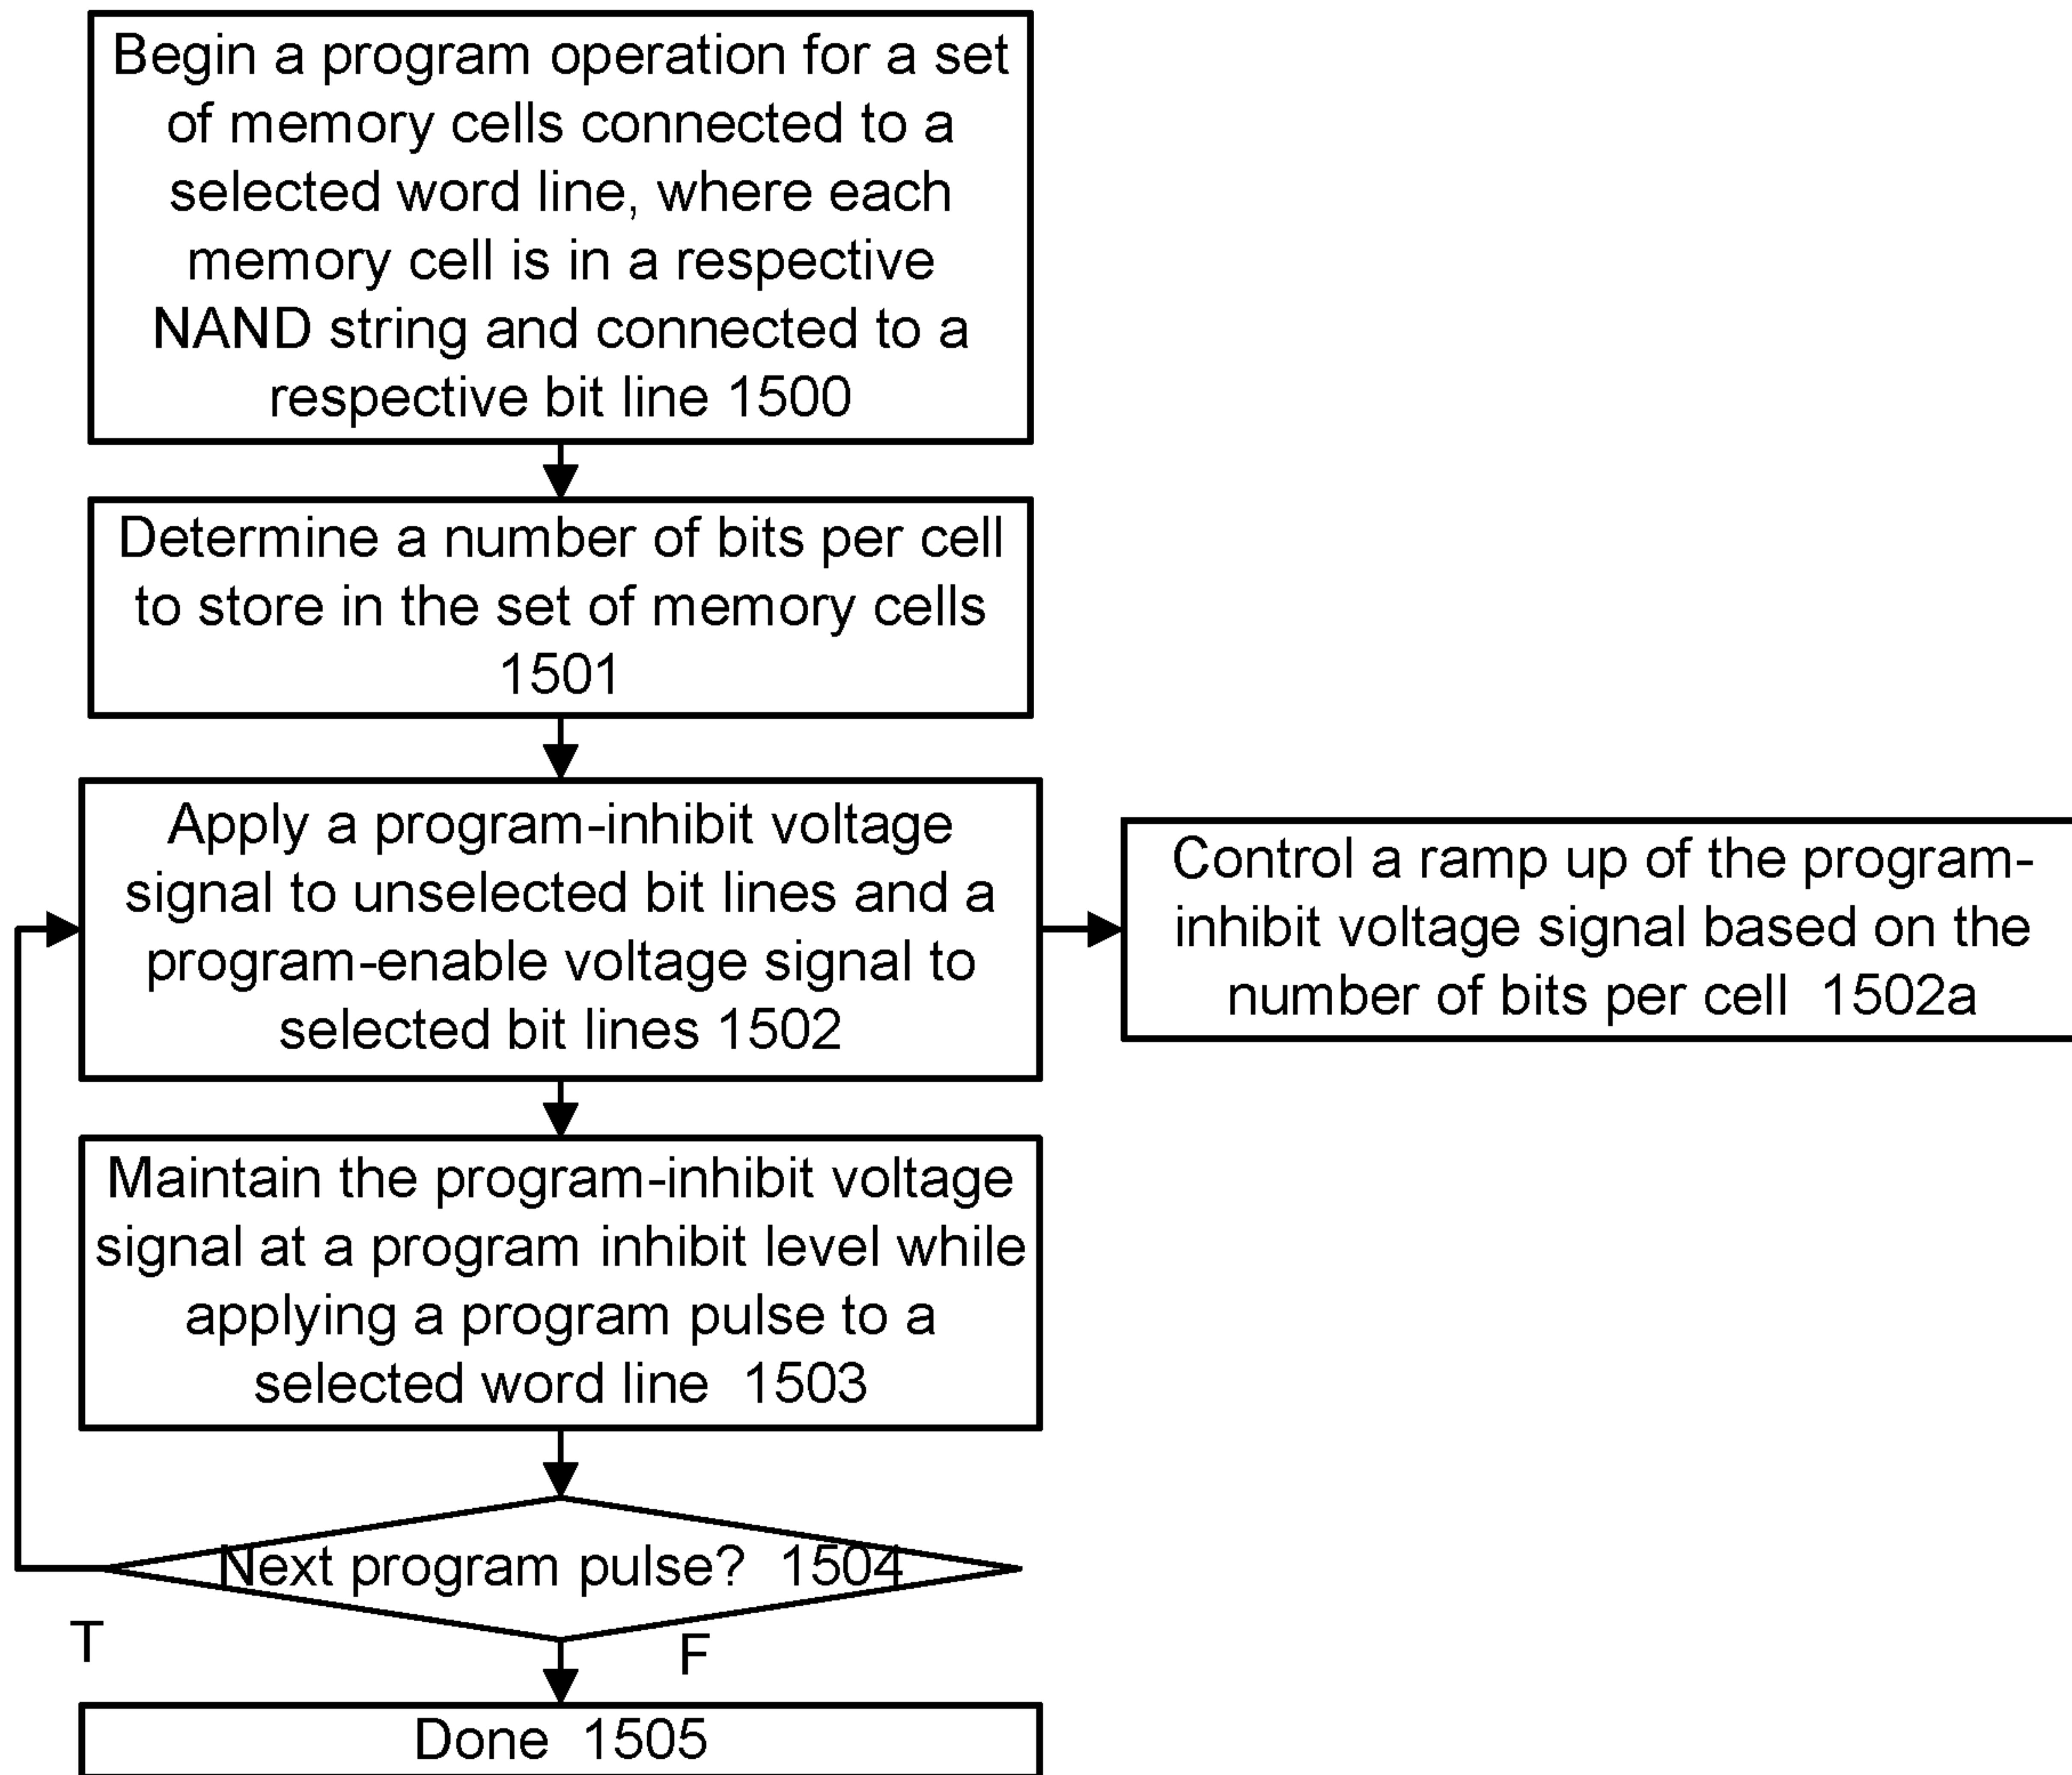 Begin a program operation for a set
of memory cells connected to a
selected word line, where each
memory cell is in a respective
NAND string and connected to a
respective bit line 1500
Determine a number of bits per cell
to store in the set of memory cells
1501
Apply a program-inhibit voltage
signal to unselected bit lines and a
program-enable voltage signal to
selected bit lines 1502
Control a ramp up of the program-
inhibit voltage signal based on the
number of bits per cell 1502a
Maintain the program-inhibit voltage
signal at a program inhibit level while
applying a program pulse to a
selected word line 1503
Next program pulse? 1504
T
F
Done 1505